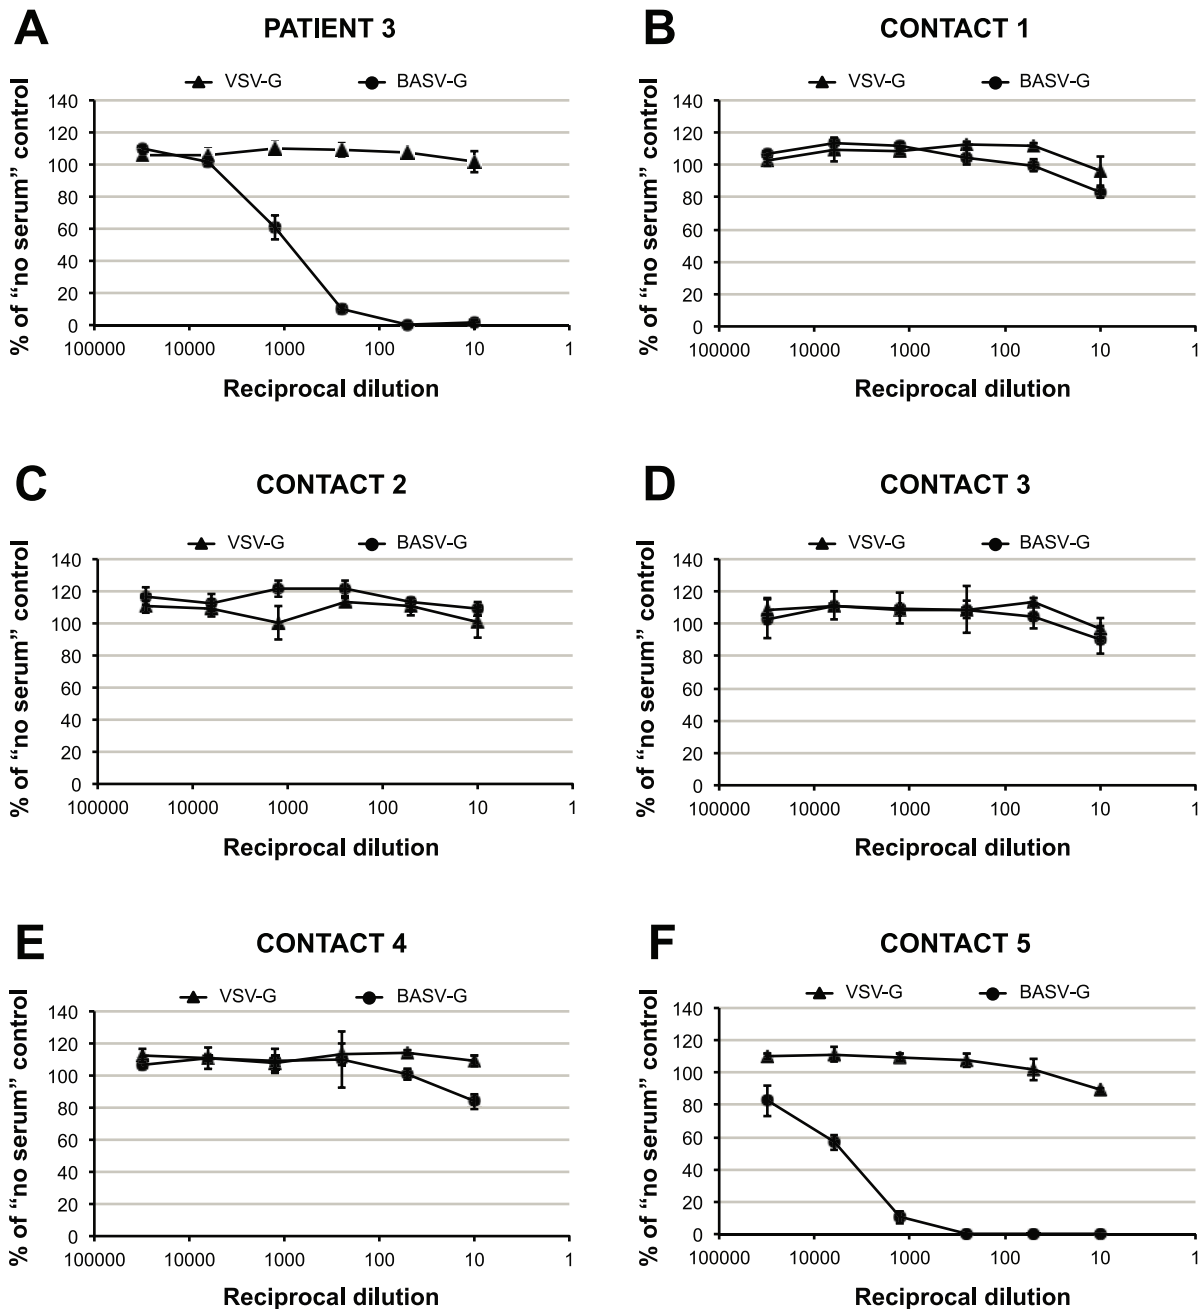 A
PATIENT 3
VSV-G BASV-G
% of “no serum” control
140
120
100
80
60
40
20
0
100000 10000 1000 100 10 1
Reciprocal dilution
B
CONTACT 1
VSV-G BASV-G
% of “no serum” control
140
120
100
80
60
40
20
0
100000 10000 1000 100 10 1
Reciprocal dilution
C
CONTACT 2
VSV-G BASV-G
% of “no serum” control
140
120
100
80
60
40
20
0
100000 10000 1000 100 10 1
Reciprocal dilution
D
CONTACT 3
VSV-G BASV-G
% of “no serum” control
140
120
100
80
60
40
20
0
100000 10000 1000 100 10 1
Reciprocal dilution
E
CONTACT 4
VSV-G BASV-G
% of “no serum” control
140
120
100
80
60
40
20
0
100000 10000 1000 100 10 1
Reciprocal dilution
F
CONTACT 5
VSV-G BASV-G
% of “no serum” control
140
120
100
80
60
40
20
0
100000 10000 1000 100 10 1
Reciprocal dilution